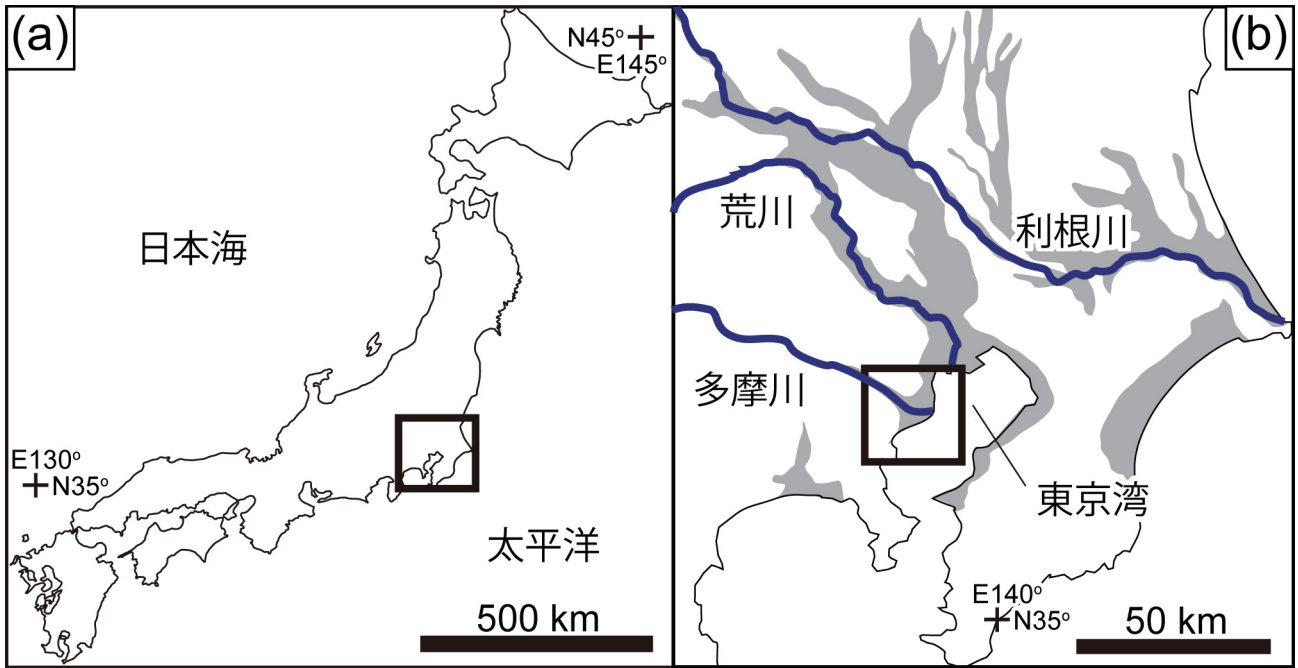 (a)
N45°
E145°
日本海
E130°
N35°
太平洋
500 km
(b)
荒川
利根川
多摩川
東京湾
E140°
N35°
50 km